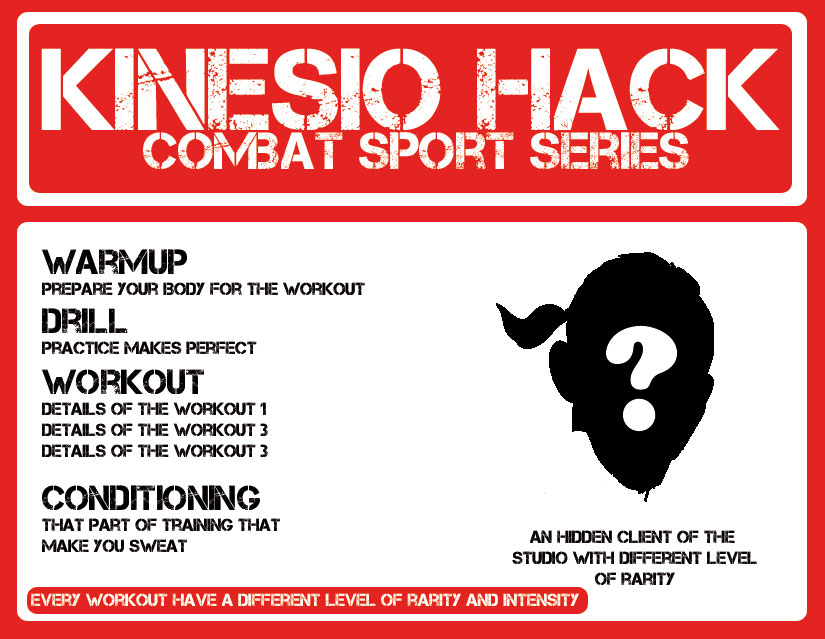 KINESIO HACK
COMBAT SPORT SERIES
WARMUP
PREPARE YOUR BODY FOR THE WORKOUT
DRILL
PRACTICE MAKES PERFECT
WORKOUT
DETAILS OF THE WORKOUT 1
DETAILS OF THE WORKOUT 3
DETAILS OF THE WORKOUT 3
CONDITIONING
THAT PART OF TRAINING THAT
MAKE YOU SWEAT
?
AN HIDDEN CLIENT OF THE
STUDIO WITH DIFFERENT LEVEL
OF RARITY
EVERY WORKOUT HAVE A DIFFERENT LEVEL OF RARITY AND INTENSITY